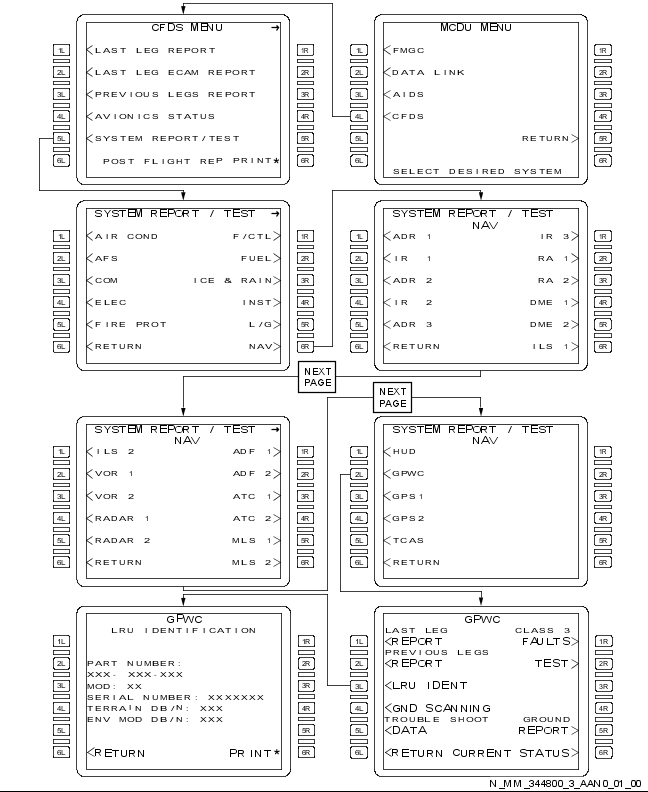 CFDS MENU →
1L <LAST LEG REPORT 1R
2L <LAST LEG ECAM REPORT 2R
3L <PREVIOUS LEGS REPORT 3R
4L <AVIONICS STATUS 4R
5L <SYSTEM REPORT/TEST 5R
6L POST FLIGHT REP PRINT* 6R
MCDU MENU
1L <FMGC 1R
2L <DATA LINK 2R
3L <AIDS 3R
4L <CFDS 4R
5L RETURN> 5R
6L 6R
SELECT DESIRED SYSTEM
SYSTEM REPORT / TEST →
1L <AIR COND F/CTL> 1R
2L <AFS FUEL> 2R
3L <COM ICE & RAIN> 3R
4L <ELEC INST> 4R
5L <FIRE PROT L/G> 5R
6L <RETURN NAV> 6R
SYSTEM REPORT / TEST
NAV
1L <ADR 1 IR 3> 1R
2L <IR 1 RA 1> 2R
3L <ADR 2 RA 2> 3R
4L <IR 2 DME 1> 4R
5L <ADR 3 DME 2> 5R
6L <RETURN ILS 1> 6R
NEXT
PAGE
NEXT
PAGE
SYSTEM REPORT / TEST →
NAV
1L <ILS 2 ADF 1> 1R
2L <VOR 1 ADF 2> 2R
3L <VOR 2 ATC 1> 3R
4L <RADAR 1 ATC 2> 4R
5L <RADAR 2 MLS 1> 5R
6L <RETURN MLS 2> 6R
SYSTEM REPORT / TEST
NAV
1L <HUD 1R
2L <GPWC 2R
3L <GPS1 3R
4L <GPS2 4R
5L <TCAS 5R
6L <RETURN 6R
GPWC
LRU IDENTIFICATION
1L 1R
2L PART NUMBER: 2R
XXX- XXX-XXX
3L MOD: XX 3R
SERIAL NUMBER: XXXXXXX
4L TERRAIN DB/N: XXX 4R
ENV MOD DB/N: XXX
5L 5R
6L <RETURN PRINT* 6R
GPWC
LAST LEG CLASS 3
1L <REPORT FAULTS> 1R
PREVIOUS LEGS
2L <REPORT TEST> 2R
3L <LRU IDENT 3R
4L <GND SCANNING 4R
TROUBLE SHOOT GROUND
5L <DATA REPORT> 5R
6L <RETURN CURRENT STATUS> 6R
N_MM_344800_3_AAN0_01_00